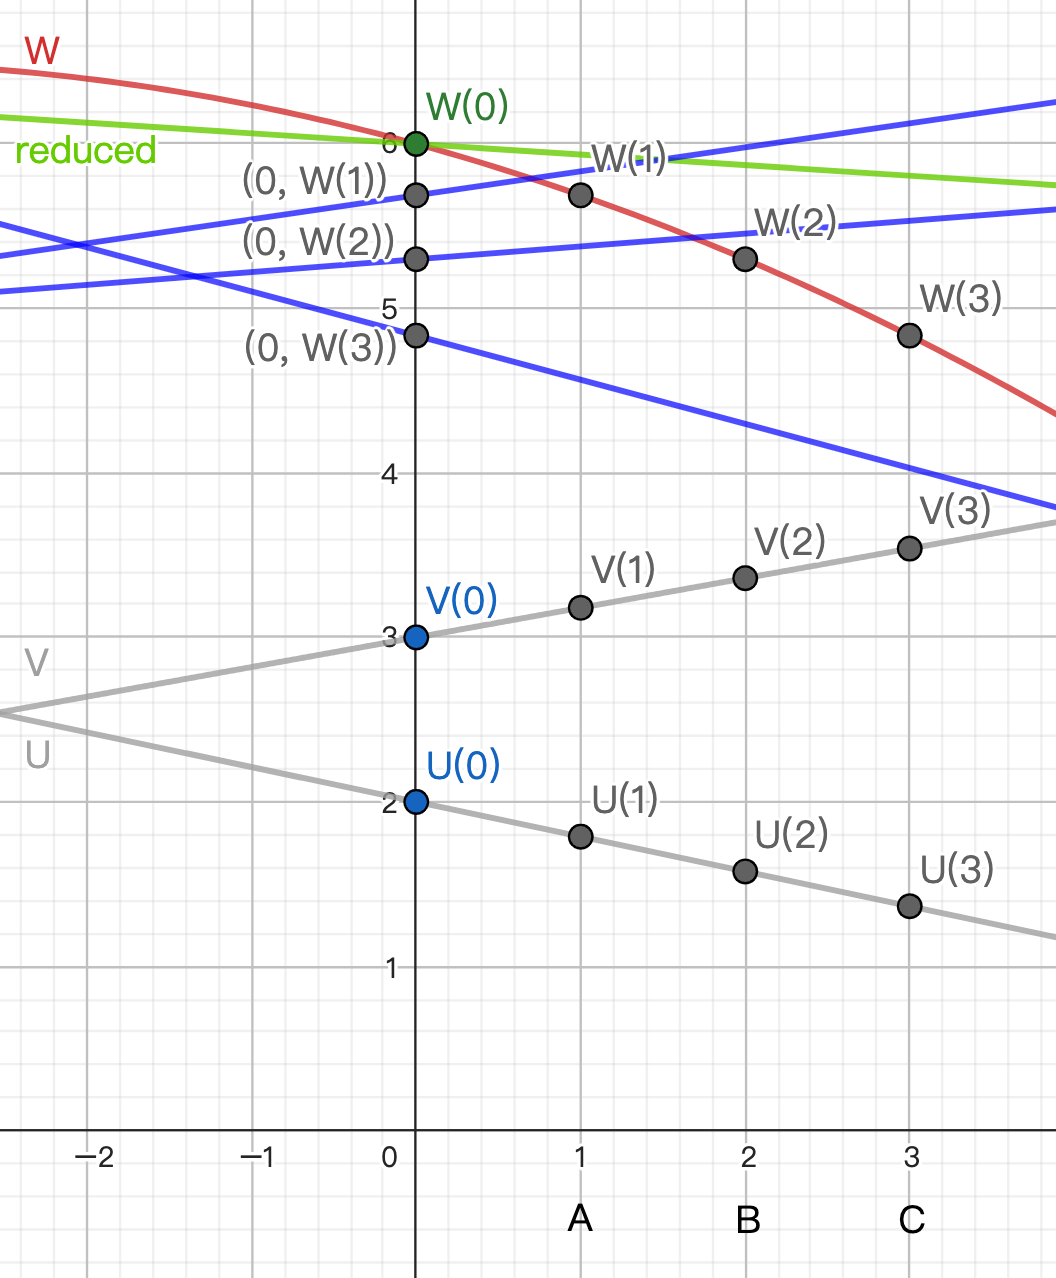 W
W(0)
6
reduced
W(1)
(0, W(1))
W(2)
(0, W(2))
W(3)
5
(0, W(3))
4
V(3)
V(2)
V(1)
V(0)
3
V
U
U(0)
2
U(1)
U(2)
U(3)
1
−2 −1 0 1 2 3
A B C